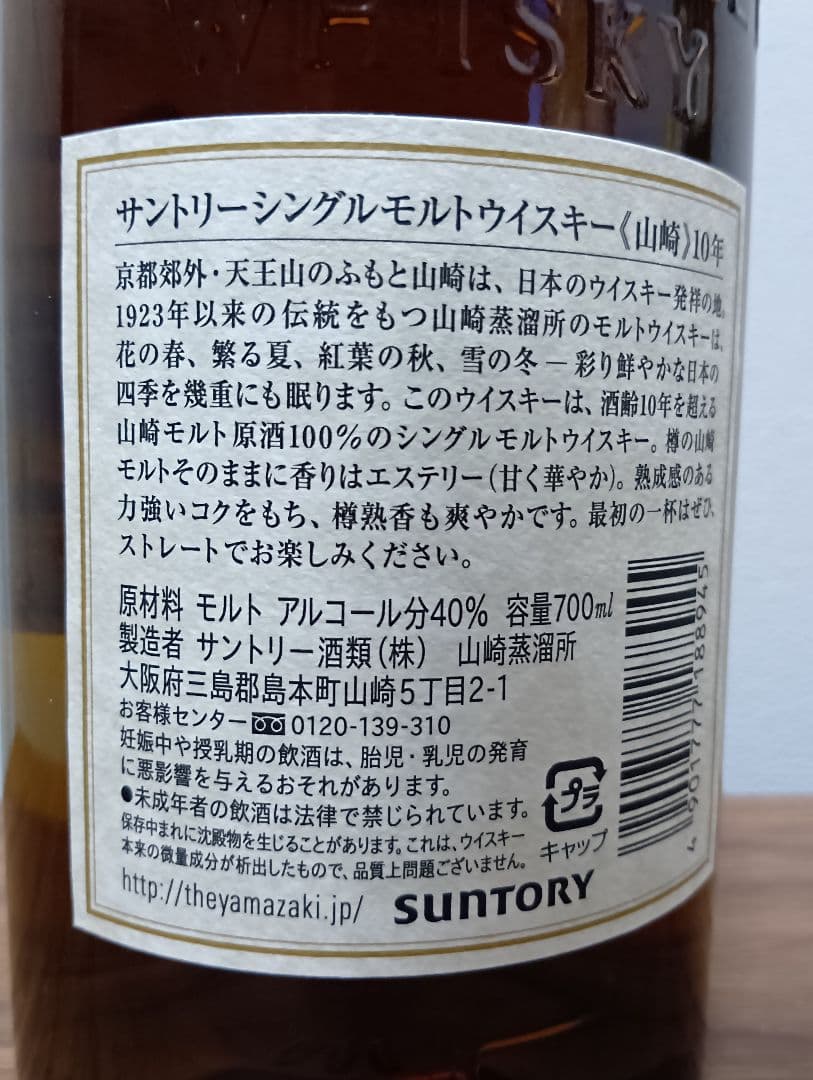 WHISKY
サントリーシングルモルトウイスキー《山崎》10年
京都郊外・天王山のふもと山崎は、日本のウイスキー発祥の地。
1923年以来の伝統をもつ山崎蒸溜所のモルトウイスキーは、
花の春、繁る夏、紅葉の秋、雪の冬―彩り鮮やかな日本の
四季を幾重にも眠ります。このウイスキーは、酒齢10年を超える
山崎モルト原酒100%のシングルモルトウイスキー。樽の山崎
モルトそのままに香りはエステリー(甘く華やか)。熟成感のある
力強いコクをもち、樽熟香も爽やかです。最初の一杯はぜひ、
ストレートでお楽しみください。
原材料 モルト アルコール分40% 容量700ml
製造者 サントリー酒類(株) 山崎蒸溜所
大阪府三島郡島本町山崎5丁目2-1
お客様センター 0120-139-310
妊娠中や授乳期の飲酒は、胎児・乳児の発育
に悪影響を与えるおそれがあります。
●未成年者の飲酒は法律で禁じられています。
保存中まれに沈殿物を生じることがあります。これは、ウイスキー
本来の微量成分が析出したもので、品質上問題ございません。
http://theyamazaki.jp/
SUNTORY
プラ
キャップ
4901777188945